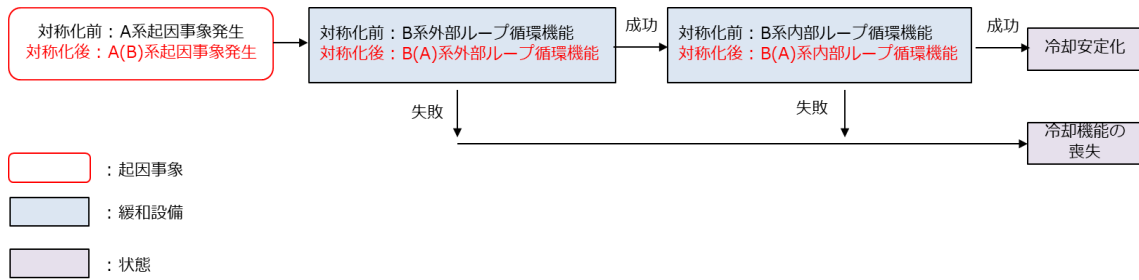 対称化前：A系起因事象発生
対称化後：A(B)系起因事象発生
対称化前：B系外部ループ循環機能
対称化後：B(A)系外部ループ循環機能
成功
対称化前：B系内部ループ循環機能
対称化後：B(A)系内部ループ循環機能
成功
冷却安定化
失敗
失敗
冷却機能の
喪失
：起因事象
：緩和設備
：状態